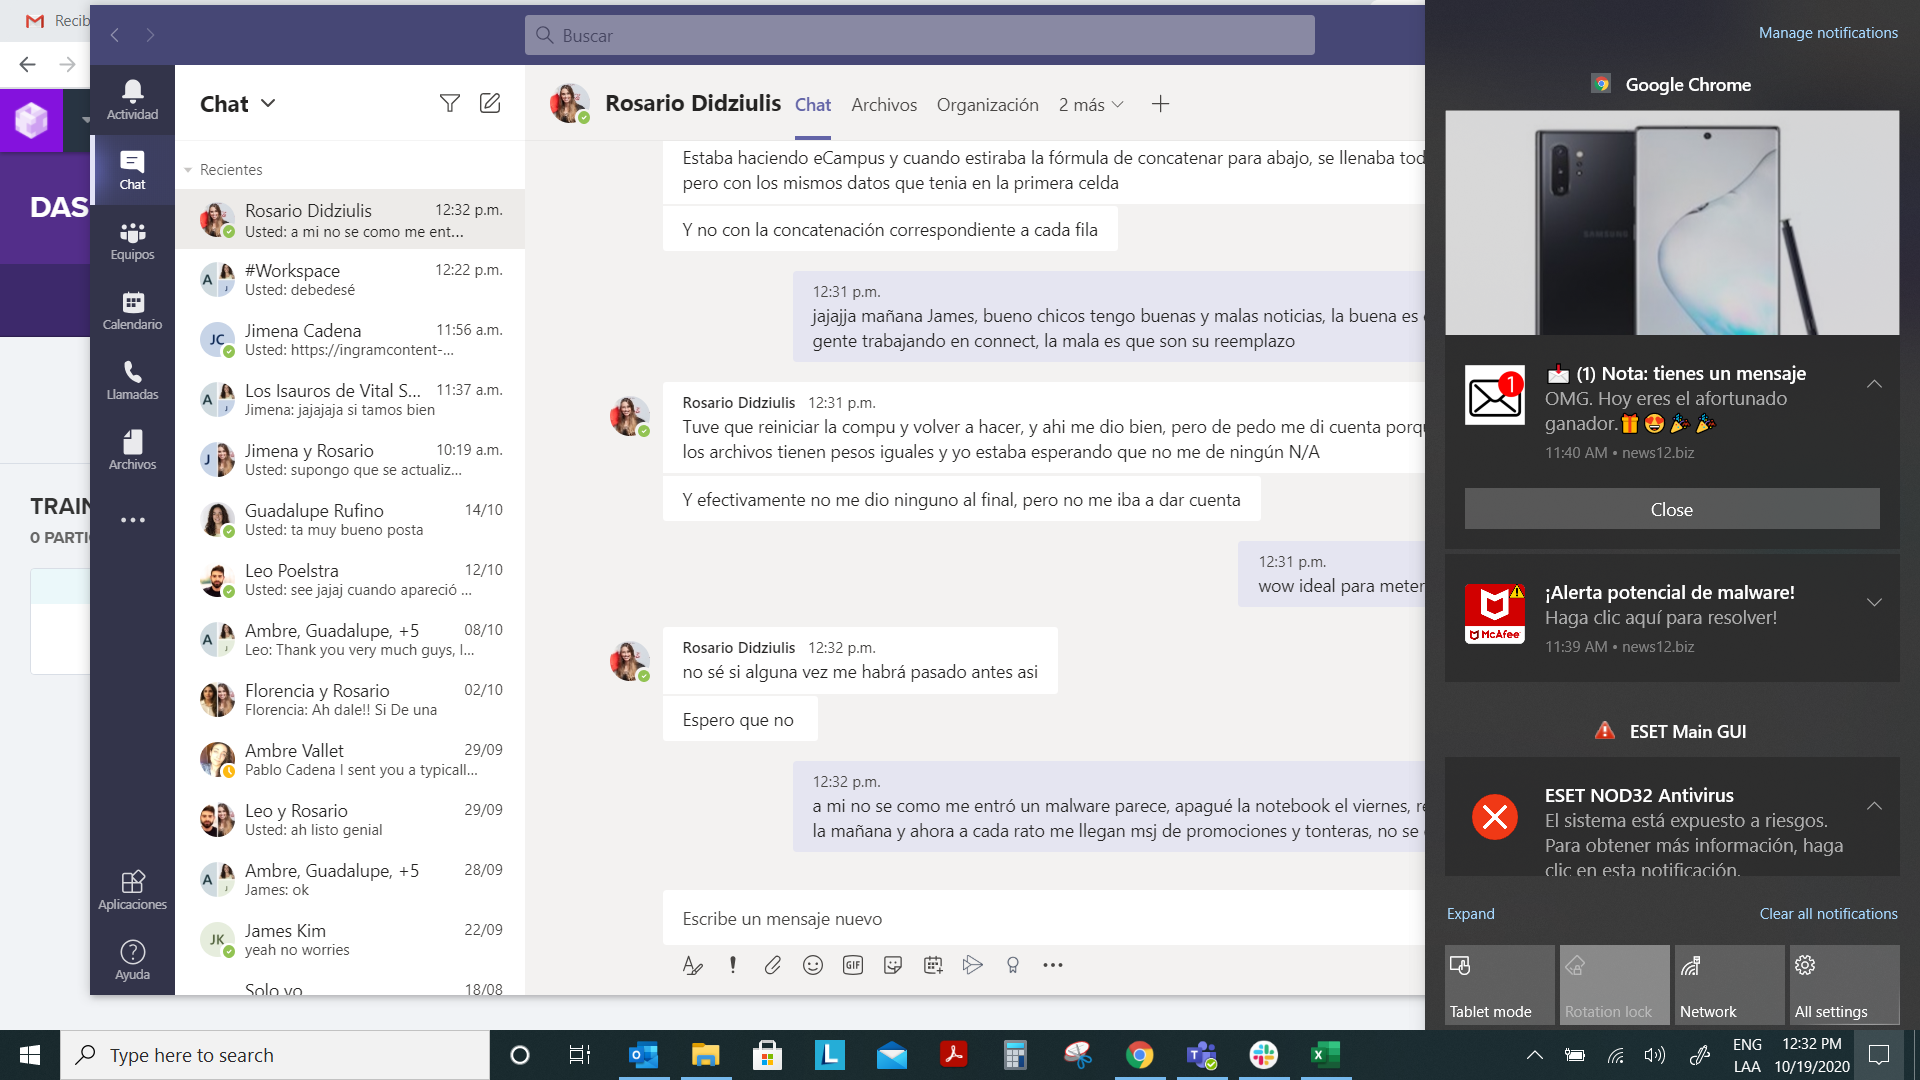 Recib
Buscar
Manage notifications
Google Chrome
Actividad
Chat
Equipos
Calendario
Llamadas
Archivos
Aplicaciones
Ayuda
DAS
TRAIN
0 PARTI
Chat
Recientes
Rosario Didziulis 12:32 p.m.
Usted: a mi no se como me ent...
#Workspace 12:22 p.m.
Usted: debedesé
Jimena Cadena 11:56 a.m.
Usted: https://ingramcontent-...
Los Isauros de Vital S... 11:37 a.m.
Jimena: jajajaja si tamos bien
Jimena y Rosario 10:19 a.m.
Usted: supongo que se actualiz...
Guadalupe Rufino 14/10
Usted: ta muy bueno posta
Leo Poelstra 12/10
Usted: see jajaj cuando apareció ...
Ambre, Guadalupe, +5 08/10
Leo: Thank you very much guys, I...
Florencia y Rosario 02/10
Florencia: Ah dale!! Si De una
Ambre Vallet 29/09
Pablo Cadena I sent you a typicall...
Leo y Rosario 29/09
Usted: ah listo genial
Ambre, Guadalupe, +5 28/09
James: ok
James Kim 22/09
yeah no worries
Solo yo 18/08
A
A J
JC
A
J
A
A
JK
Rosario Didziulis Chat Archivos Organización 2 más
Estaba haciendo eCampus y cuando estiraba la fórmula de concatenar para abajo, se llenaba tod
pero con los mismos datos que tenia en la primera celda
Y no con la concatenación correspondiente a cada fila
12:31 p.m.
jajajja mañana James, bueno chicos tengo buenas y malas noticias, la buena es
gente trabajando en connect, la mala es que son su reemplazo
Rosario Didziulis 12:31 p.m.
Tuve que reiniciar la compu y volver a hacer, y ahi me dio bien, pero de pedo me di cuenta porqu
los archivos tienen pesos iguales y yo estaba esperando que no me de ningún N/A
Y efectivamente no me dio ninguno al final, pero no me iba a dar cuenta
12:31 p.m.
wow ideal para meter
Rosario Didziulis 12:32 p.m.
no sé si alguna vez me habrá pasado antes asi
Espero que no
12:32 p.m.
a mi no se como me entró un malware parece, apagué la notebook el viernes, r
la mañana y ahora a cada rato me llegan msj de promociones y tonteras, no se
Escribe un mensaje nuevo
GIF
SAMSUNG
1
(1) Nota: tienes un mensaje
OMG. Hoy eres el afortunado
ganador.🎁😍🎉🎉
11:40 AM • news12.biz
Close
McAfee
¡Alerta potencial de malware!
Haga clic aquí para resolver!
11:39 AM • news12.biz
ESET Main GUI
ESET NOD32 Antivirus
El sistema está expuesto a riesgos.
Para obtener más información, haga
clic en esta notificación.
Expand Clear all notifications
Tablet mode Rotation lock Network All settings
Type here to search
L
ENG
LAA
12:32 PM
10/19/2020